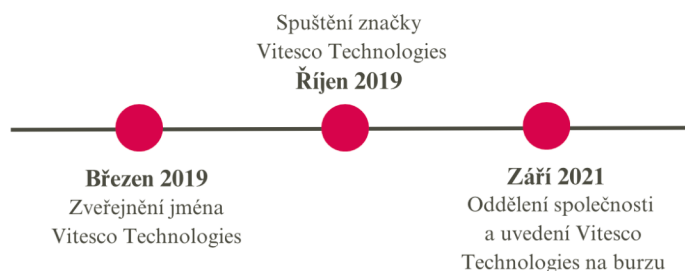 Spuštění značky
Vitesco Technologies
Říjen 2019
Březen 2019
Zveřejnění jména
Vitesco Technologies
Září 2021
Oddělení společnosti
a uvedení Vitesco
Technologies na burzu